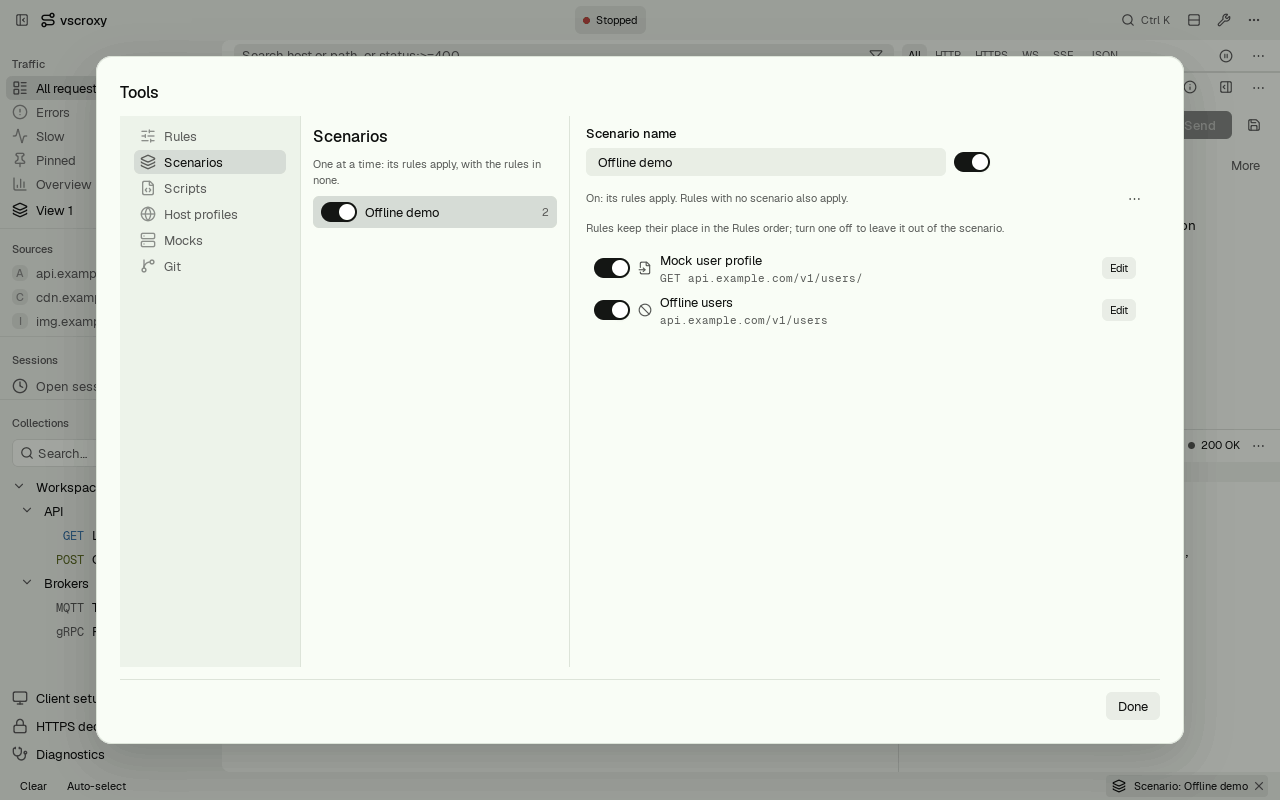 vscroxy
Stopped
Ctrl K
Traffic
All request
Errors
Slow
Pinned
Overview
View 1
Sources
A api.examp
C cdn.exam
I img.examp
Sessions
Open sess
Collections
Search...
Workspac
API
GET L
POST
Brokers
MQTT T
gRPC
Client setu
HTTPS dec
Diagnostics
Clear
Auto-select
Search host or path, or status:>=400
All
HTTP
HTTPS
WS
SSE
JSON
Send
More
on
200 OK
Tools
Rules
Scenarios
Scripts
Host profiles
Mocks
Git
Scenarios
One at a time: its rules apply, with the rules in
none.
Offline demo
2
Scenario name
Offline demo
On: its rules apply. Rules with no scenario also apply.
Rules keep their place in the Rules order; turn one off to leave it out of the scenario.
Mock user profile
GET api.example.com/v1/users/
Edit
Offline users
api.example.com/v1/users
Edit
Done
Scenario: Offline demo